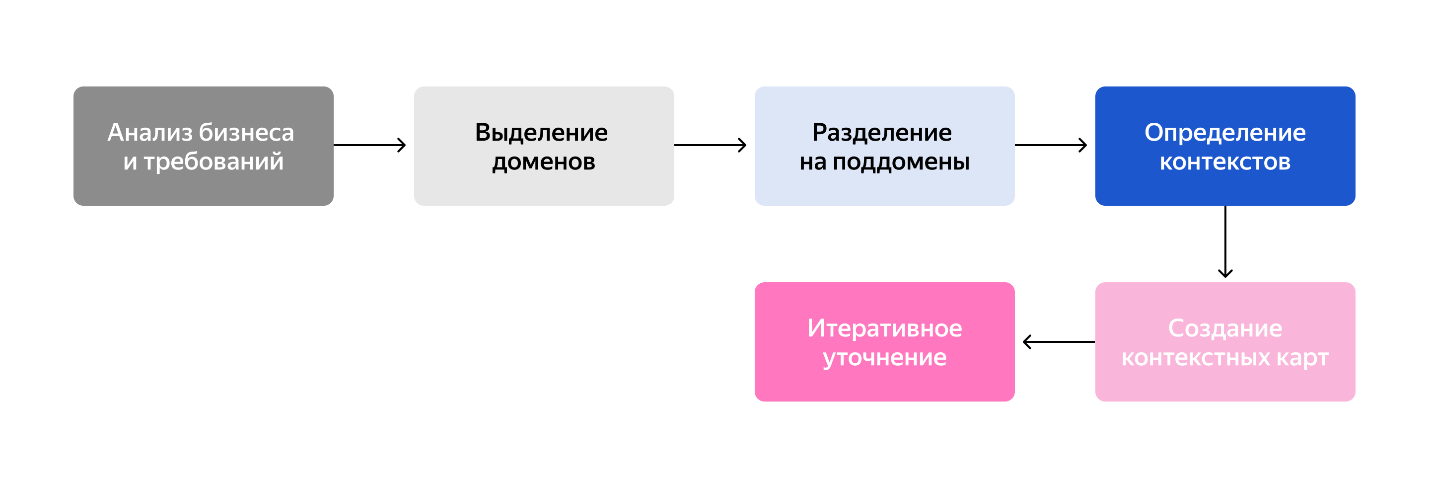 Анализ бизнеса
и требований
Выделение
доменов
Разделение
на поддомены
Определение
контекстов
Итеративное
уточнение
Создание
контекстных карт